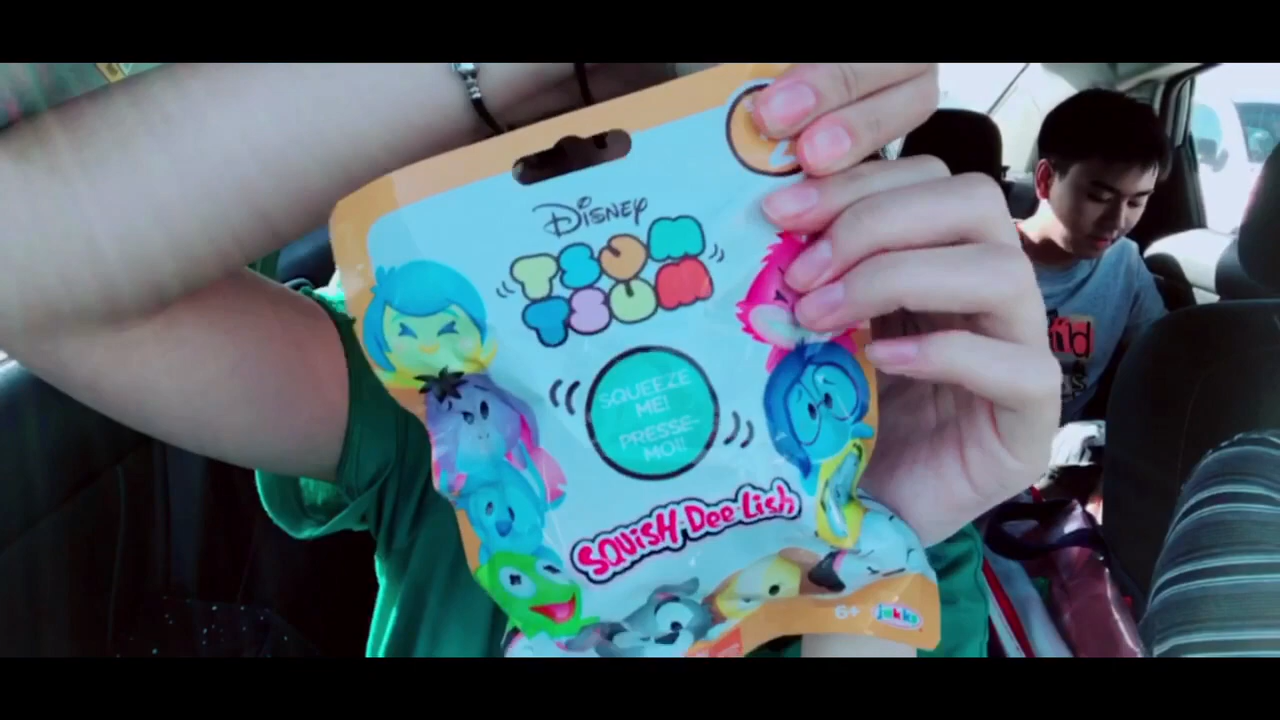 Disney
TSUM
TSUM
SQUEEZE
ME!
PRESSE-
MOI!
SQUISH-Dee-Lish
6+ jakks